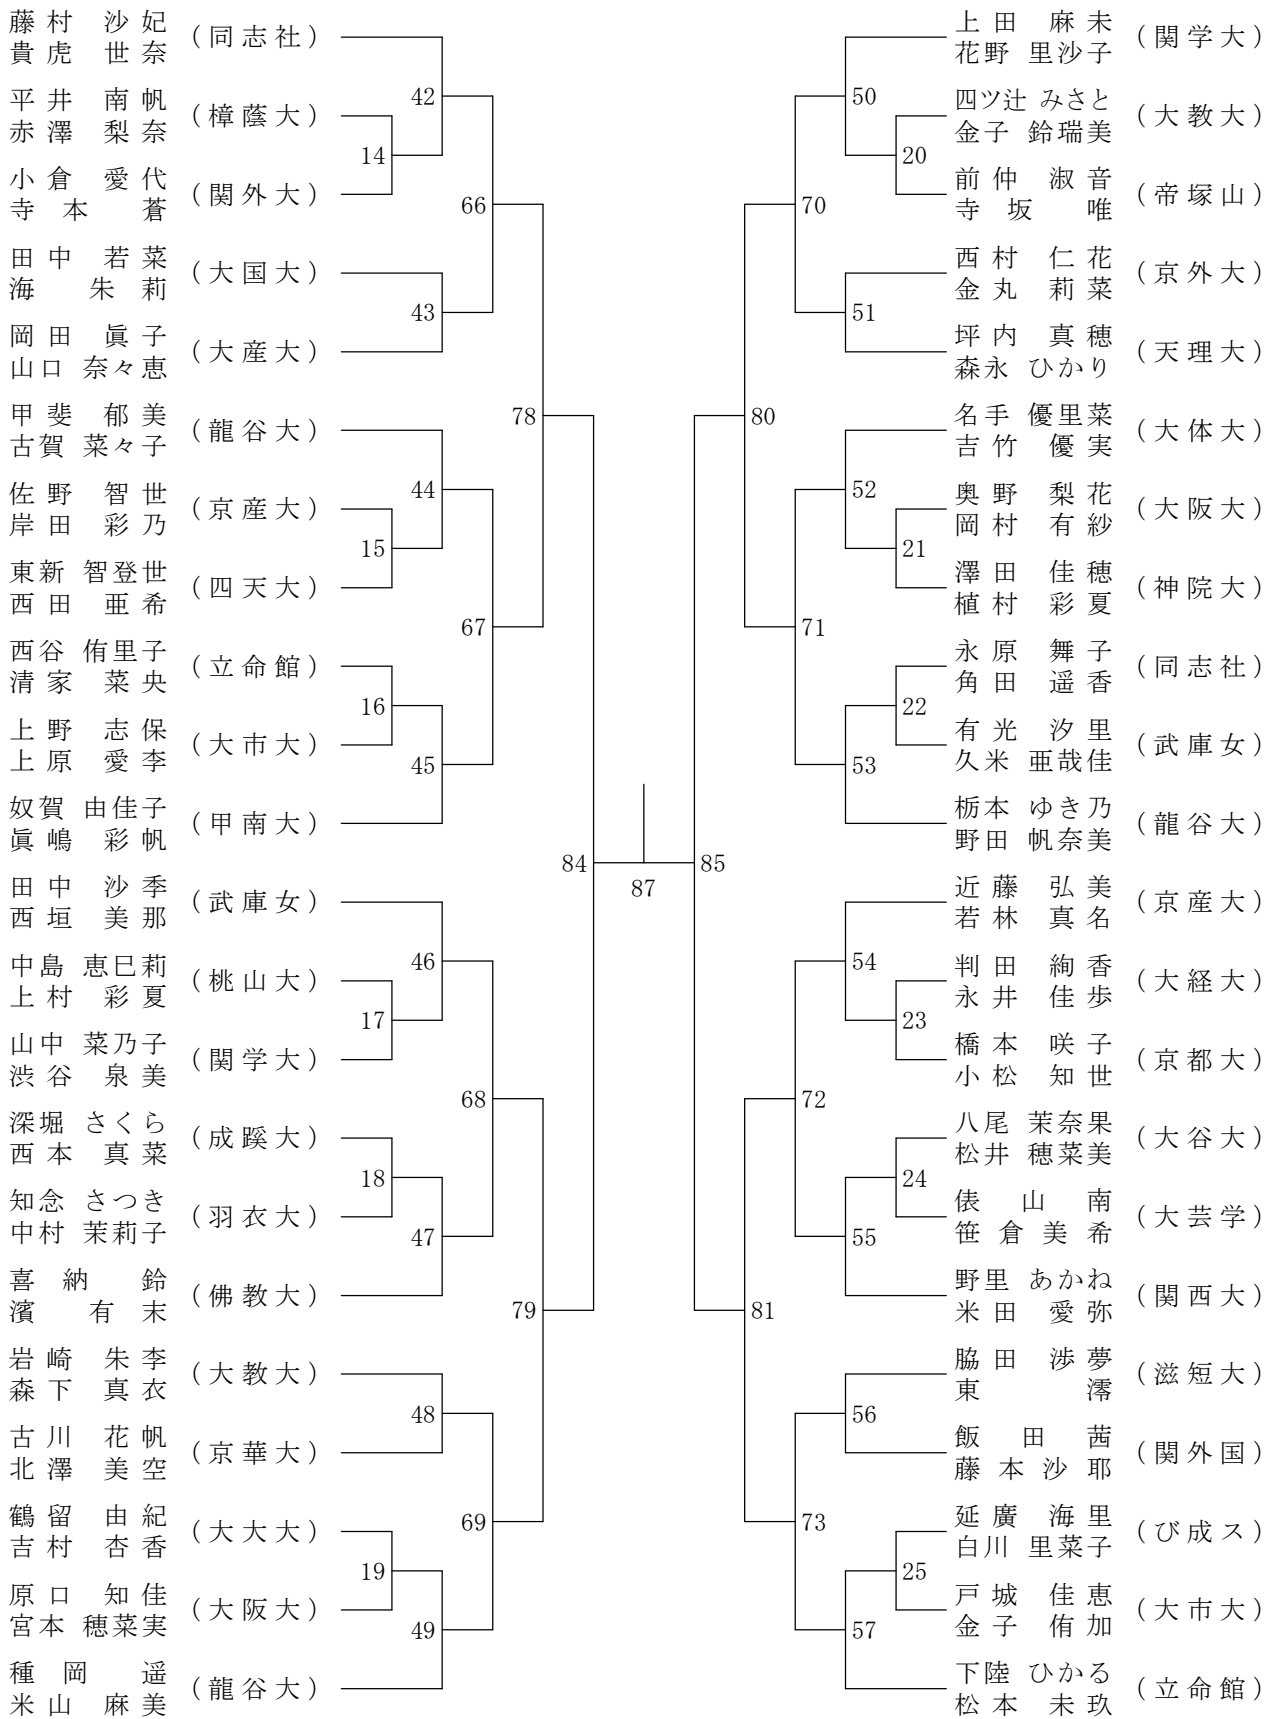 藤村 沙妃
貴虎 世奈
(同志社)
平井 南帆
赤澤 梨奈
(樟蔭大)
小倉 愛代
寺本 蒼
(関外大)
田中 若菜
海 朱莉
(大国大)
岡田 眞子
山口 奈々恵
(大産大)
甲斐 郁美
古賀 菜々子
(龍谷大)
佐野 智世
岸田 彩乃
(京産大)
東新 智登世
西田 亜希
(四天大)
西谷 侑里子
清家 菜央
(立命館)
上野 志保
上原 愛李
(大市大)
奴賀 由佳子
眞嶋 彩帆
(甲南大)
田中 沙季
西垣 美那
(武庫女)
中島 恵巳莉
上村 彩夏
(桃山大)
山中 菜乃子
渋谷 泉美
(関学大)
深堀 さくら
西本 真菜
(成蹊大)
知念 さつき
中村 茉莉子
(羽衣大)
喜納 鈴
濱 有末
(佛教大)
岩崎 朱李
森下 真衣
(大教大)
古川 花帆
北澤 美空
(京華大)
鶴留 由紀
吉村 杏香
(大大大)
原口 知佳
宮本 穂菜実
(大阪大)
種岡 遥
米山 麻美
(龍谷大)
42
14
66
43
78
44
15
67
16
45
84
46
17
68
18
47
79
48
69
19
49
87
85
50
20
70
51
80
52
21
71
22
53
54
23
72
24
55
81
56
73
25
57
上田 麻未
花野 里沙子
(関学大)
四ツ辻 みさと
金子 鈴瑞美
(大教大)
前仲 淑音
寺坂 唯
(帝塚山)
西村 仁花
金丸 莉菜
(京外大)
坪内 真穂
森永 ひかり
(天理大)
名手 優里菜
吉竹 優実
(大体大)
奥野 梨花
岡村 有紗
(大阪大)
澤田 佳穂
植村 彩夏
(神院大)
永原 舞子
角田 遥香
(同志社)
有光 汐里
久米 亜哉佳
(武庫女)
栃本 ゆき乃
野田 帆奈美
(龍谷大)
近藤 弘美
若林 真名
(京産大)
判田 絢香
永井 佳歩
(大経大)
橋本 咲子
小松 知世
(京都大)
八尾 茉奈果
松井 穂菜美
(大谷大)
俵山 南
笹倉美希
(大芸学)
野里 あかね
米田 愛弥
(関西大)
脇田 渉夢
東 澪
(滋短大)
飯田 茜
藤本沙耶
(関外国)
延廣 海里
白川 里菜子
(び成ス)
戸城 佳恵
金子 侑加
(大市大)
下陸 ひかる
松本 未玖
(立命館)